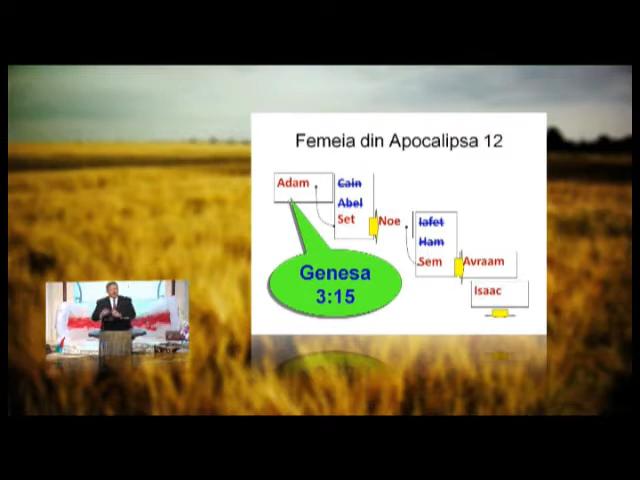 Femeia din Apocalipsa 12
Adam
Cain
Abel
Set
Noe
Iafet
Ham
Sem
Avraam
Isaac
Genesa
3:15